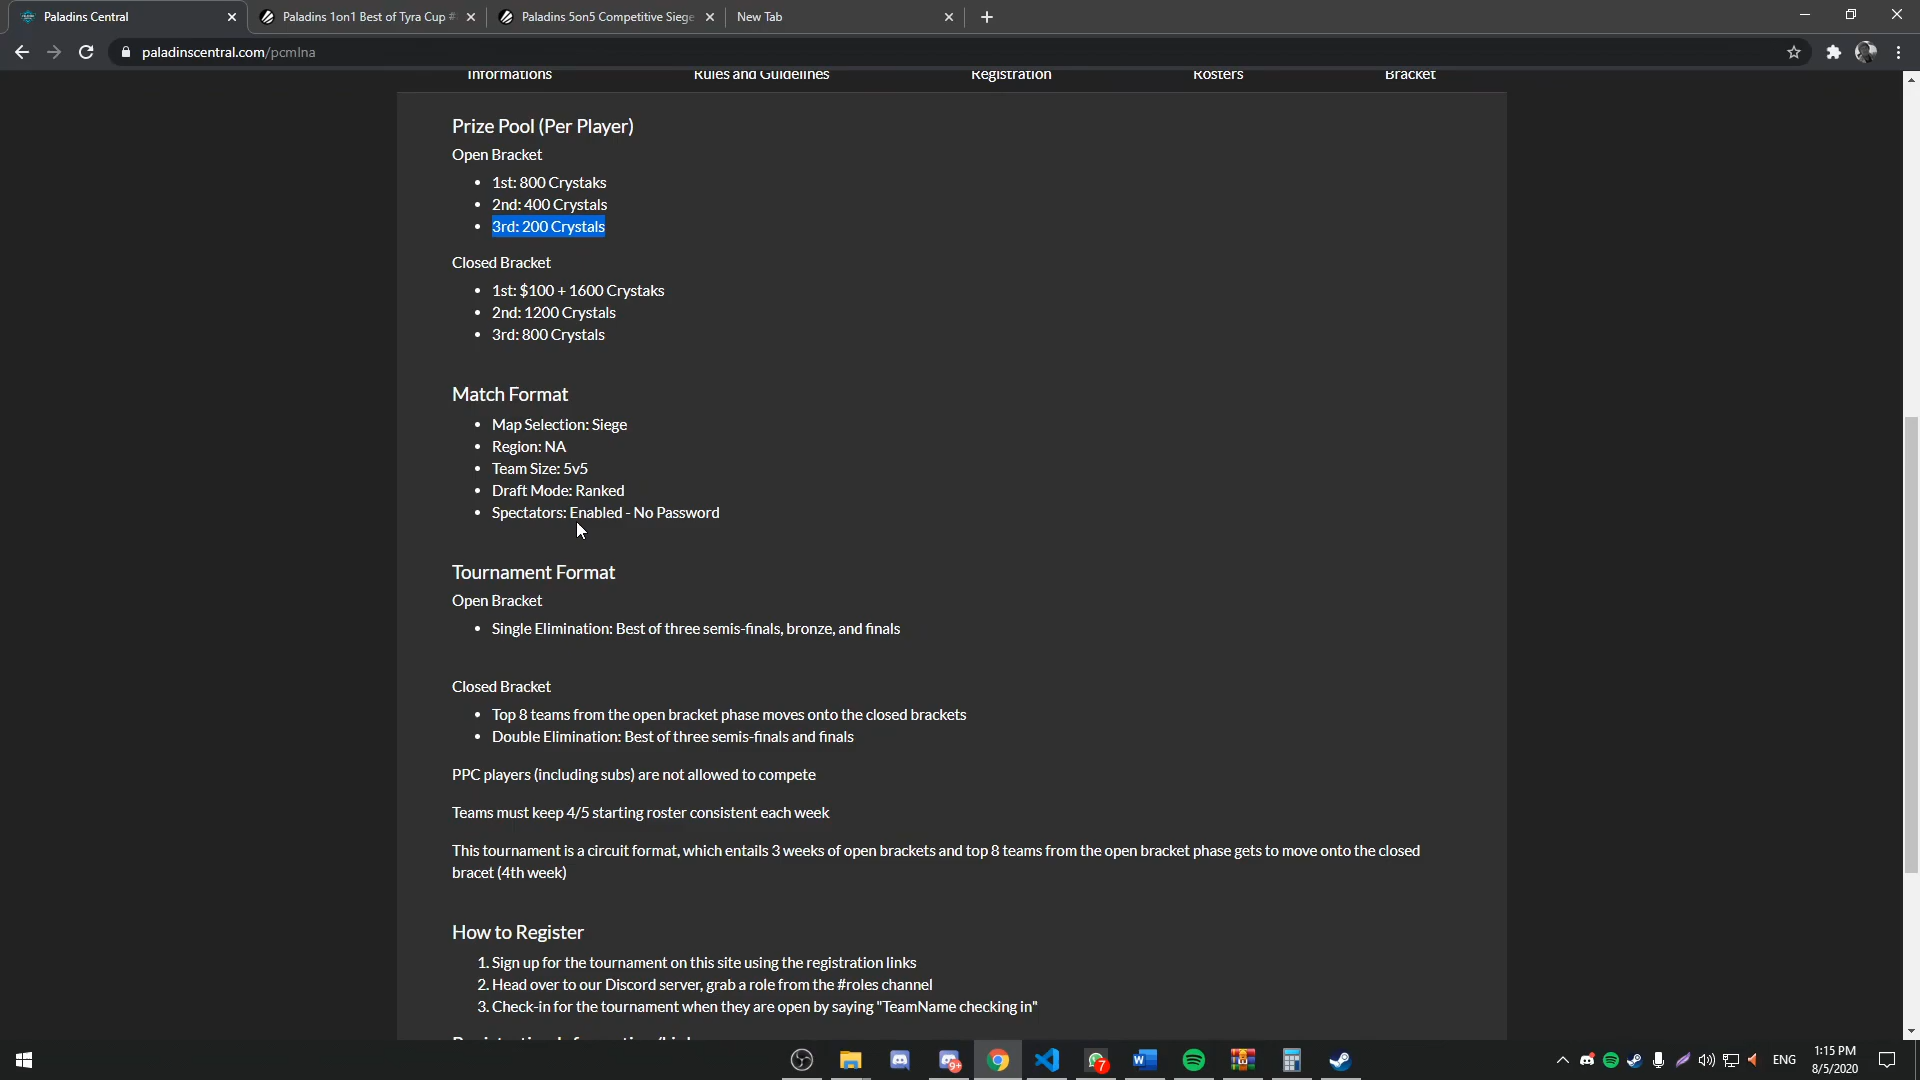 Paladins Central
Paladins 1on1 Best of Tyra Cup #
Paladins 5on5 Competitive Siege
New Tab
paladinscentral.com/pcmlna
Informations
Rules and Guidelines
Registration
Rosters
Bracket
Prize Pool (Per Player)
Open Bracket
• 1st: 800 Crystaks
• 2nd: 400 Crystals
• 3rd: 200 Crystals
Closed Bracket
• 1st: $100 + 1600 Crystaks
• 2nd: 1200 Crystals
• 3rd: 800 Crystals
Match Format
• Map Selection: Siege
• Region: NA
• Team Size: 5v5
• Draft Mode: Ranked
• Spectators: Enabled - No Password
Tournament Format
Open Bracket
• Single Elimination: Best of three semis-finals, bronze, and finals
Closed Bracket
• Top 8 teams from the open bracket phase moves onto the closed brackets
• Double Elimination: Best of three semis-finals and finals
PPC players (including subs) are not allowed to compete
Teams must keep 4/5 starting roster consistent each week
This tournament is a circuit format, which entails 3 weeks of open brackets and top 8 teams from the open bracket phase gets to move onto the closed
bracet (4th week)
How to Register
1. Sign up for the tournament on this site using the registration links
2. Head over to our Discord server, grab a role from the #roles channel
3. Check-in for the tournament when they are open by saying "TeamName checking in"
9+
7
ENG
1:15 PM
8/5/2020